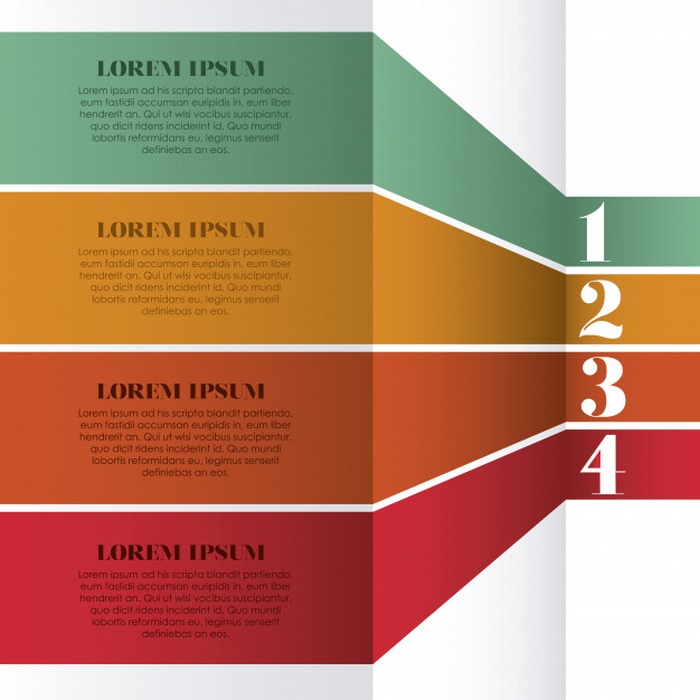 LOREM IPSUM
Lorem ipsum ad his scripta blandit partiendo,
eum fastidii accumsan euripidis in, eum liber
hendrerit an. Qui ut wisi vocibus suscipiantur,
quo dicit ridens inciderint id. Quo mundi
lobortis reformidans eu, legimus senserit
definiebas an eos.
1
LOREM IPSUM
Lorem ipsum ad his scripta blandit partiendo,
eum fastidii accumsan euripidis in, eum liber
hendrerit an. Qui ut wisi vocibus suscipiantur,
quo dicit ridens inciderint id. Quo mundi
lobortis reformidans eu, legimus senserit
definiebas an eos.
2
LOREM IPSUM
Lorem ipsum ad his scripta blandit partiendo,
eum fastidii accumsan euripidis in, eum liber
hendrerit an. Qui ut wisi vocibus suscipiantur,
quo dicit ridens inciderint id. Quo mundi
lobortis reformidans eu, legimus senserit
definiebas an eos.
3
LOREM IPSUM
Lorem ipsum ad his scripta blandit partiendo,
eum fastidii accumsan euripidis in, eum liber
hendrerit an. Qui ut wisi vocibus suscipiantur,
quo dicit ridens inciderint id. Quo mundi
lobortis reformidans eu, legimus senserit
definiebas an eos.
4